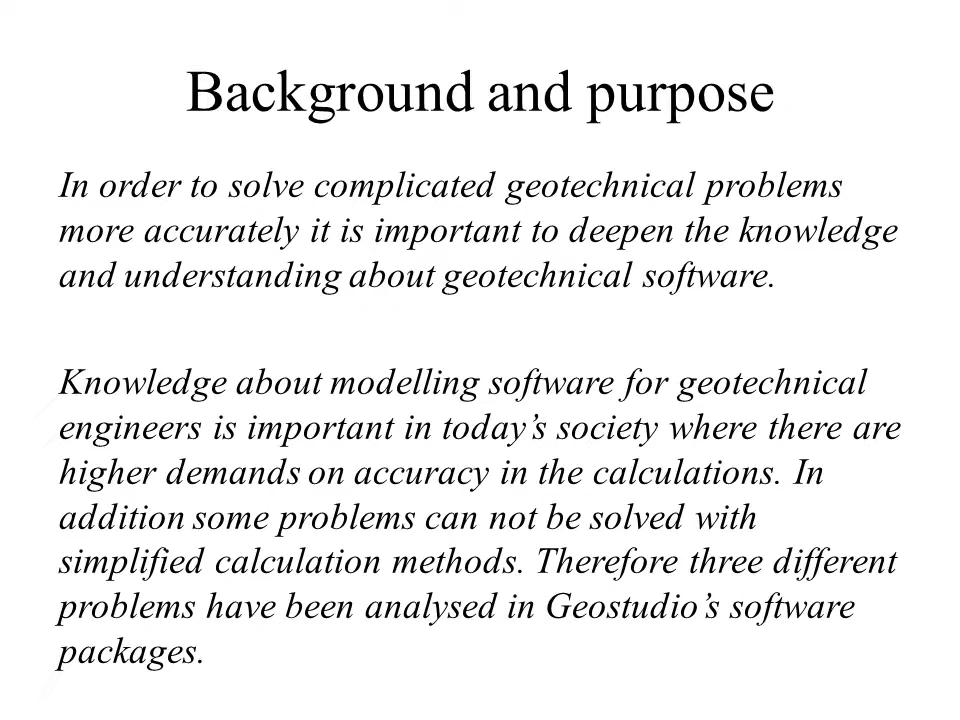 Background and purpose
In order to solve complicated geotechnical problems
more accurately it is important to deepen the knowledge
and understanding about geotechnical software.
Knowledge about modelling software for geotechnical
engineers is important in today’s society where there are
higher demands on accuracy in the calculations. In
addition some problems can not be solved with
simplified calculation methods. Therefore three different
problems have been analysed in Geostudio’s software
packages.